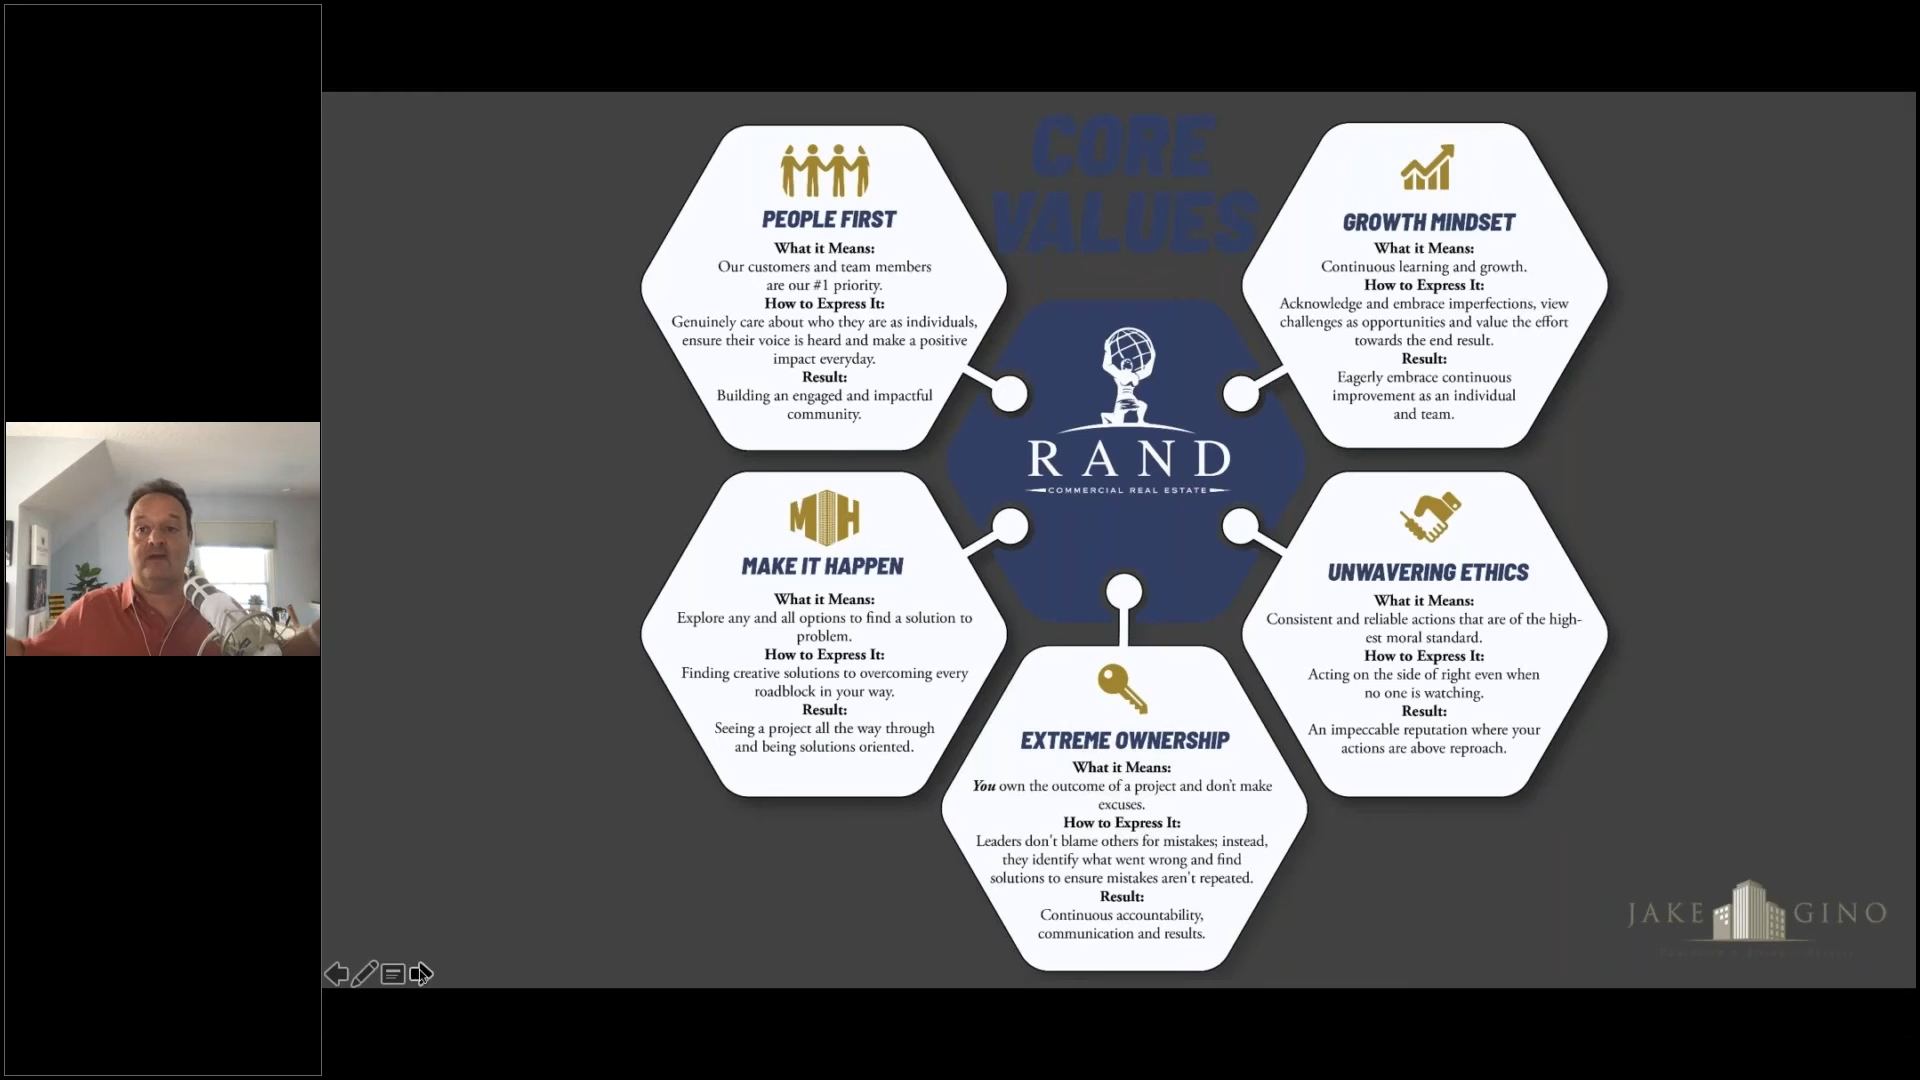 CORE
VALUES
PEOPLE FIRST
What it Means:
Our customers and team members
are our #1 priority.
How to Express It:
Genuinely care about who they are as individuals,
ensure their voice is heard and make a positive
impact everyday.
Result:
Building an engaged and impactful
community.
GROWTH MINDSET
What it Means:
Continuous learning and growth.
How to Express It:
Acknowledge and embrace imperfections, view
challenges as opportunities and value the effort
towards the end result.
Result:
Eagerly embrace continuous
improvement as an individual
and team.
RAND
COMMERCIAL REAL ESTATE
MAKE IT HAPPEN
What it Means:
Explore any and all options to find a solution to
problem.
How to Express It:
Finding creative solutions to overcoming every
roadblock in your way.
Result:
Seeing a project all the way through
and being solutions oriented.
UNWAVERING ETHICS
What it Means:
Consistent and reliable actions that are of the high-
est moral standard.
How to Express It:
Acting on the side of right even when
no one is watching.
Result:
An impeccable reputation where your
actions are above reproach.
EXTREME OWNERSHIP
What it Means:
You own the outcome of a project and don't make
excuses.
How to Express It:
Leaders don't blame others for mistakes; instead,
they identify what went wrong and find
solutions to ensure mistakes aren't repeated.
Result:
Continuous accountability,
communication and results.
JAKE GINO